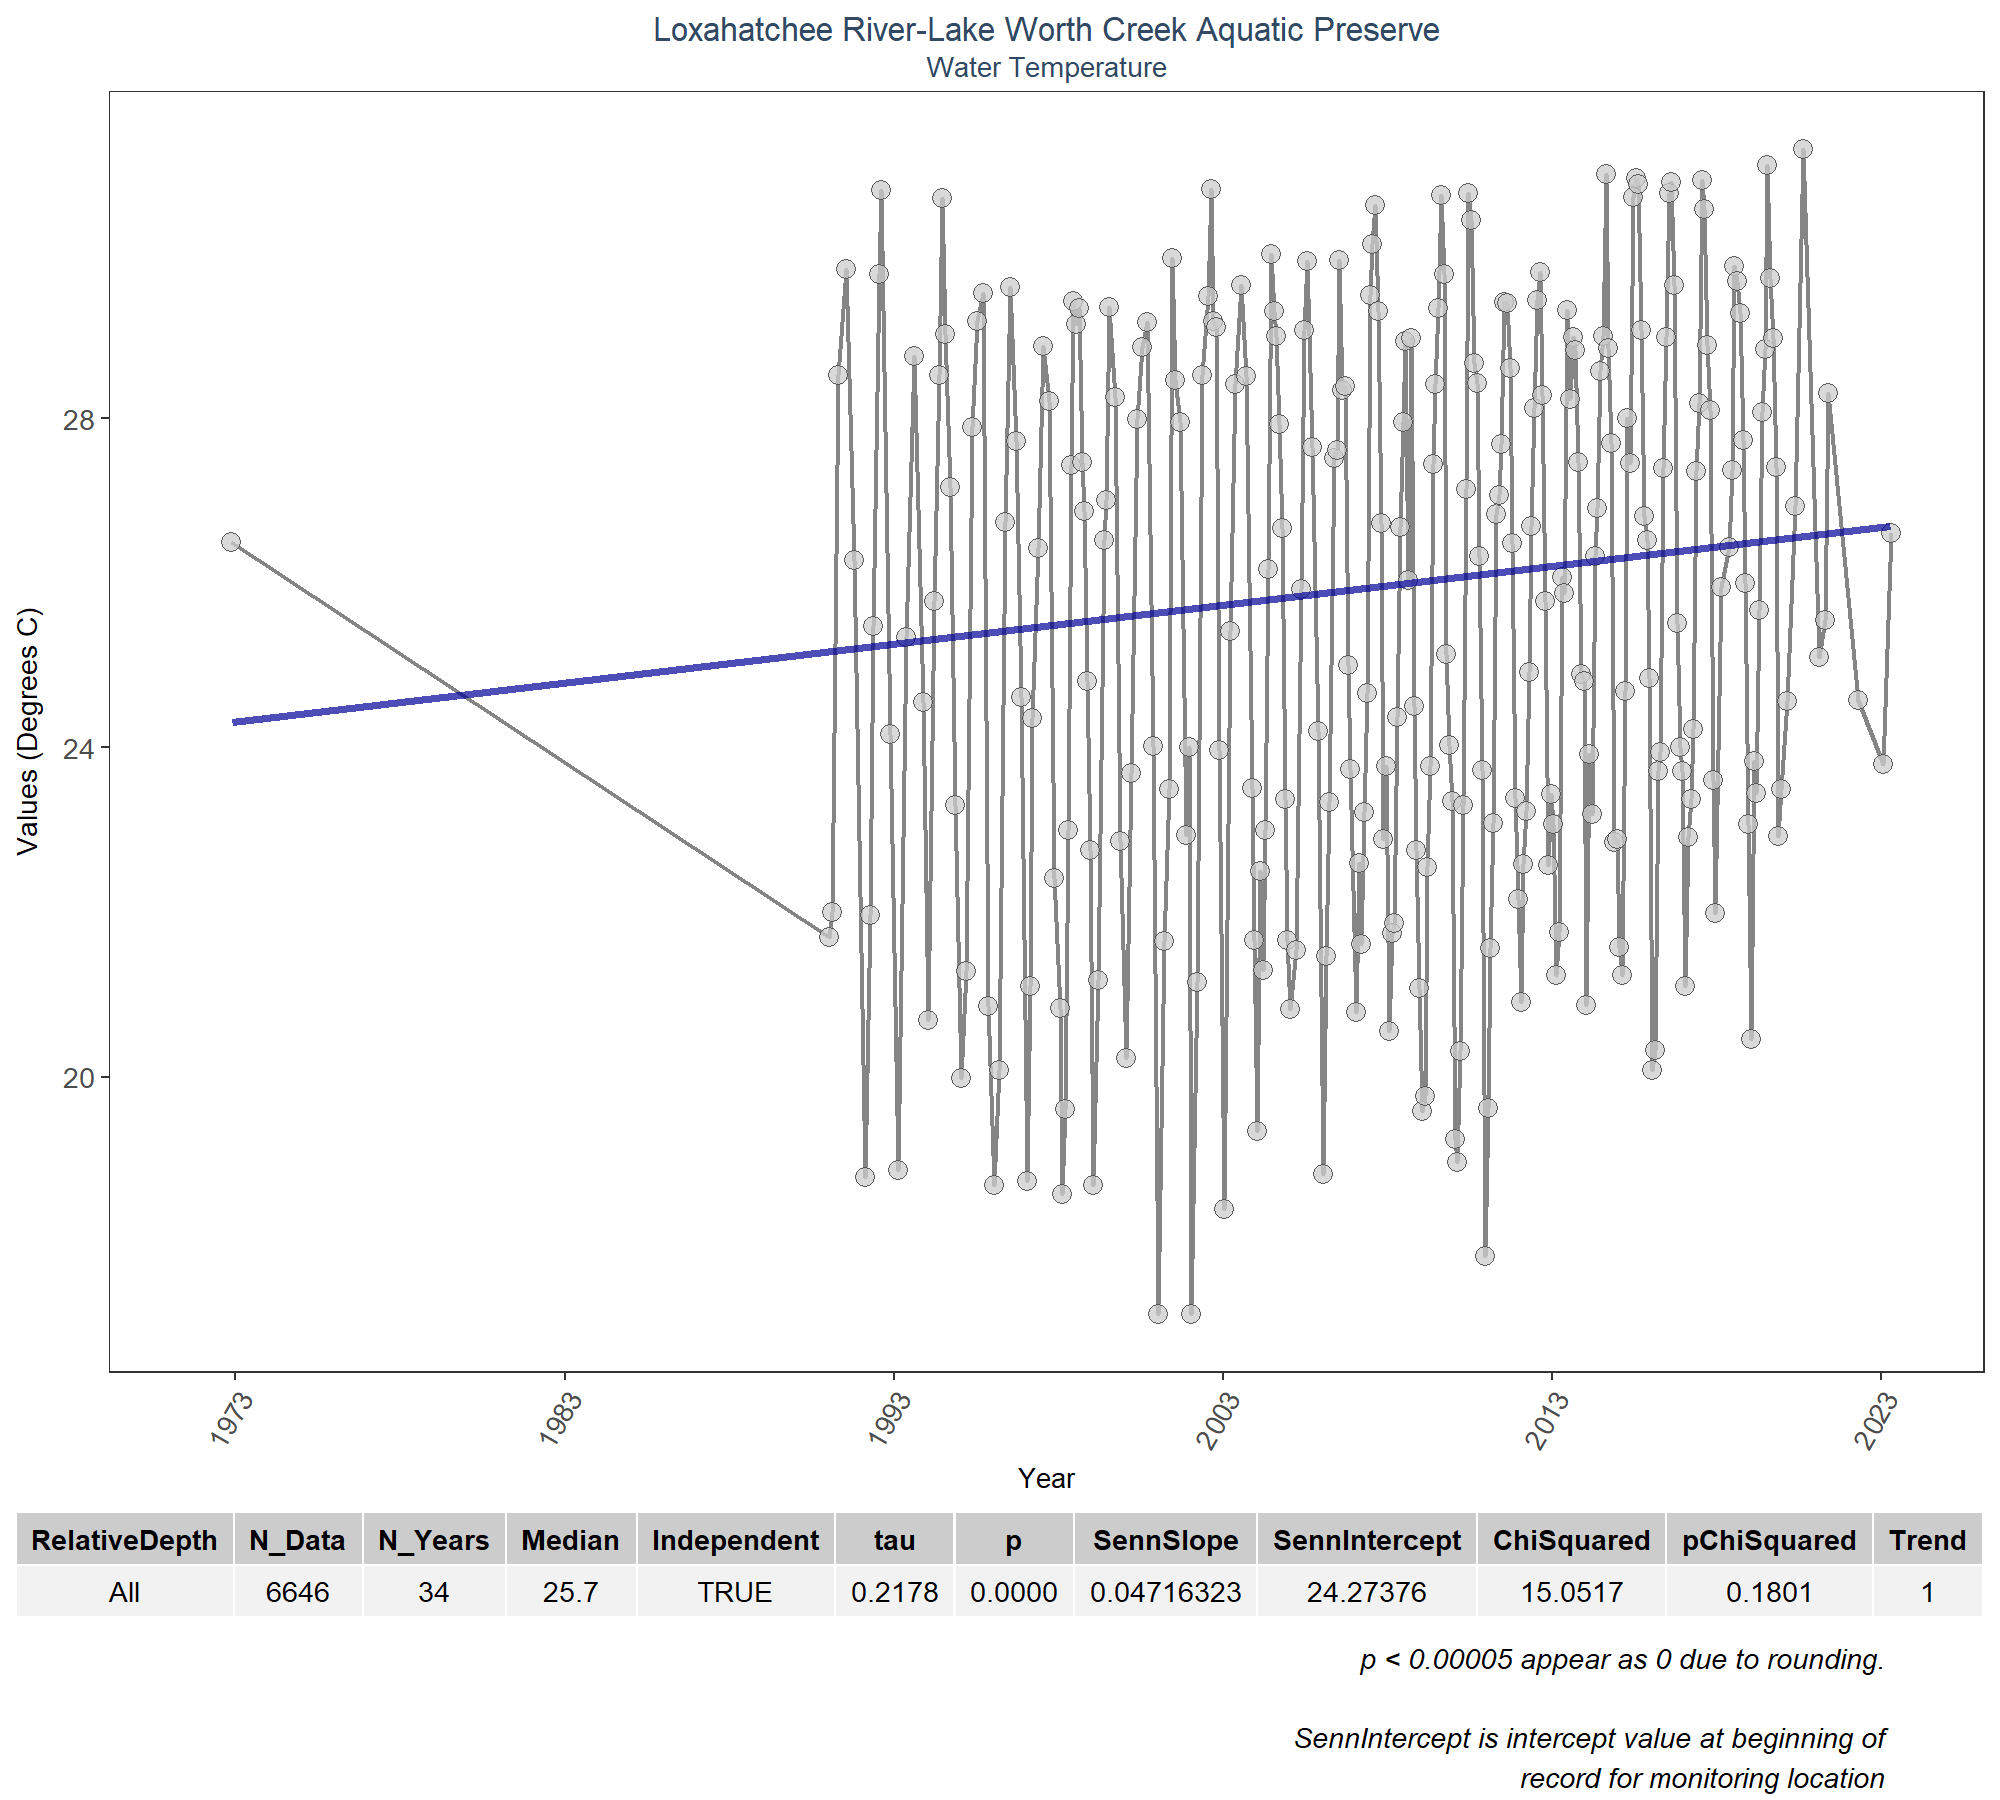 Loxahatchee River-Lake Worth Creek Aquatic Preserve
Water Temperature
Values (Degrees C)
28
24
20
1973
1983
1993
2003
2013
2023
Year
RelativeDepth N_Data N_Years Median Independent tau p SennSlope SennIntercept ChiSquared pChiSquared Trend
All 6646 34 25.7 TRUE 0.2178 0.0000 0.04716323 24.27376 15.0517 0.1801 1
p < 0.00005 appear as 0 due to rounding.
SennIntercept is intercept value at beginning of
record for monitoring location